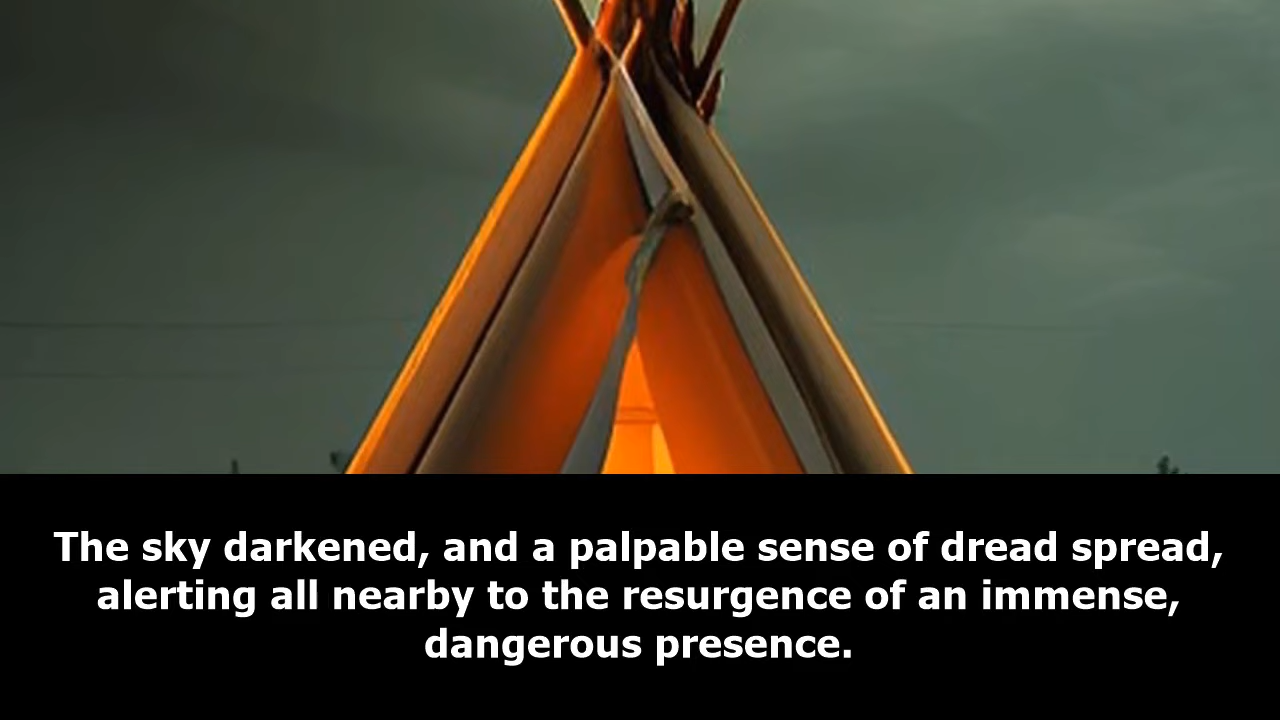 The sky darkened, and a palpable sense of dread spread,
alerting all nearby to the resurgence of an immense,
dangerous presence.